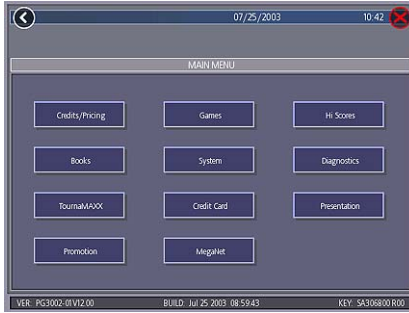 07/25/2003 10:42
MAIN MENU
Credits/Pricing Games Hi Scores
Books System Diagnostics
TournaMAXX Credit Card Presentation
Promotion MegaNet
VER: PG3002-01V12.00 BUILD: Jul 25 2003 08:59:43 KEY: SA306800 R00